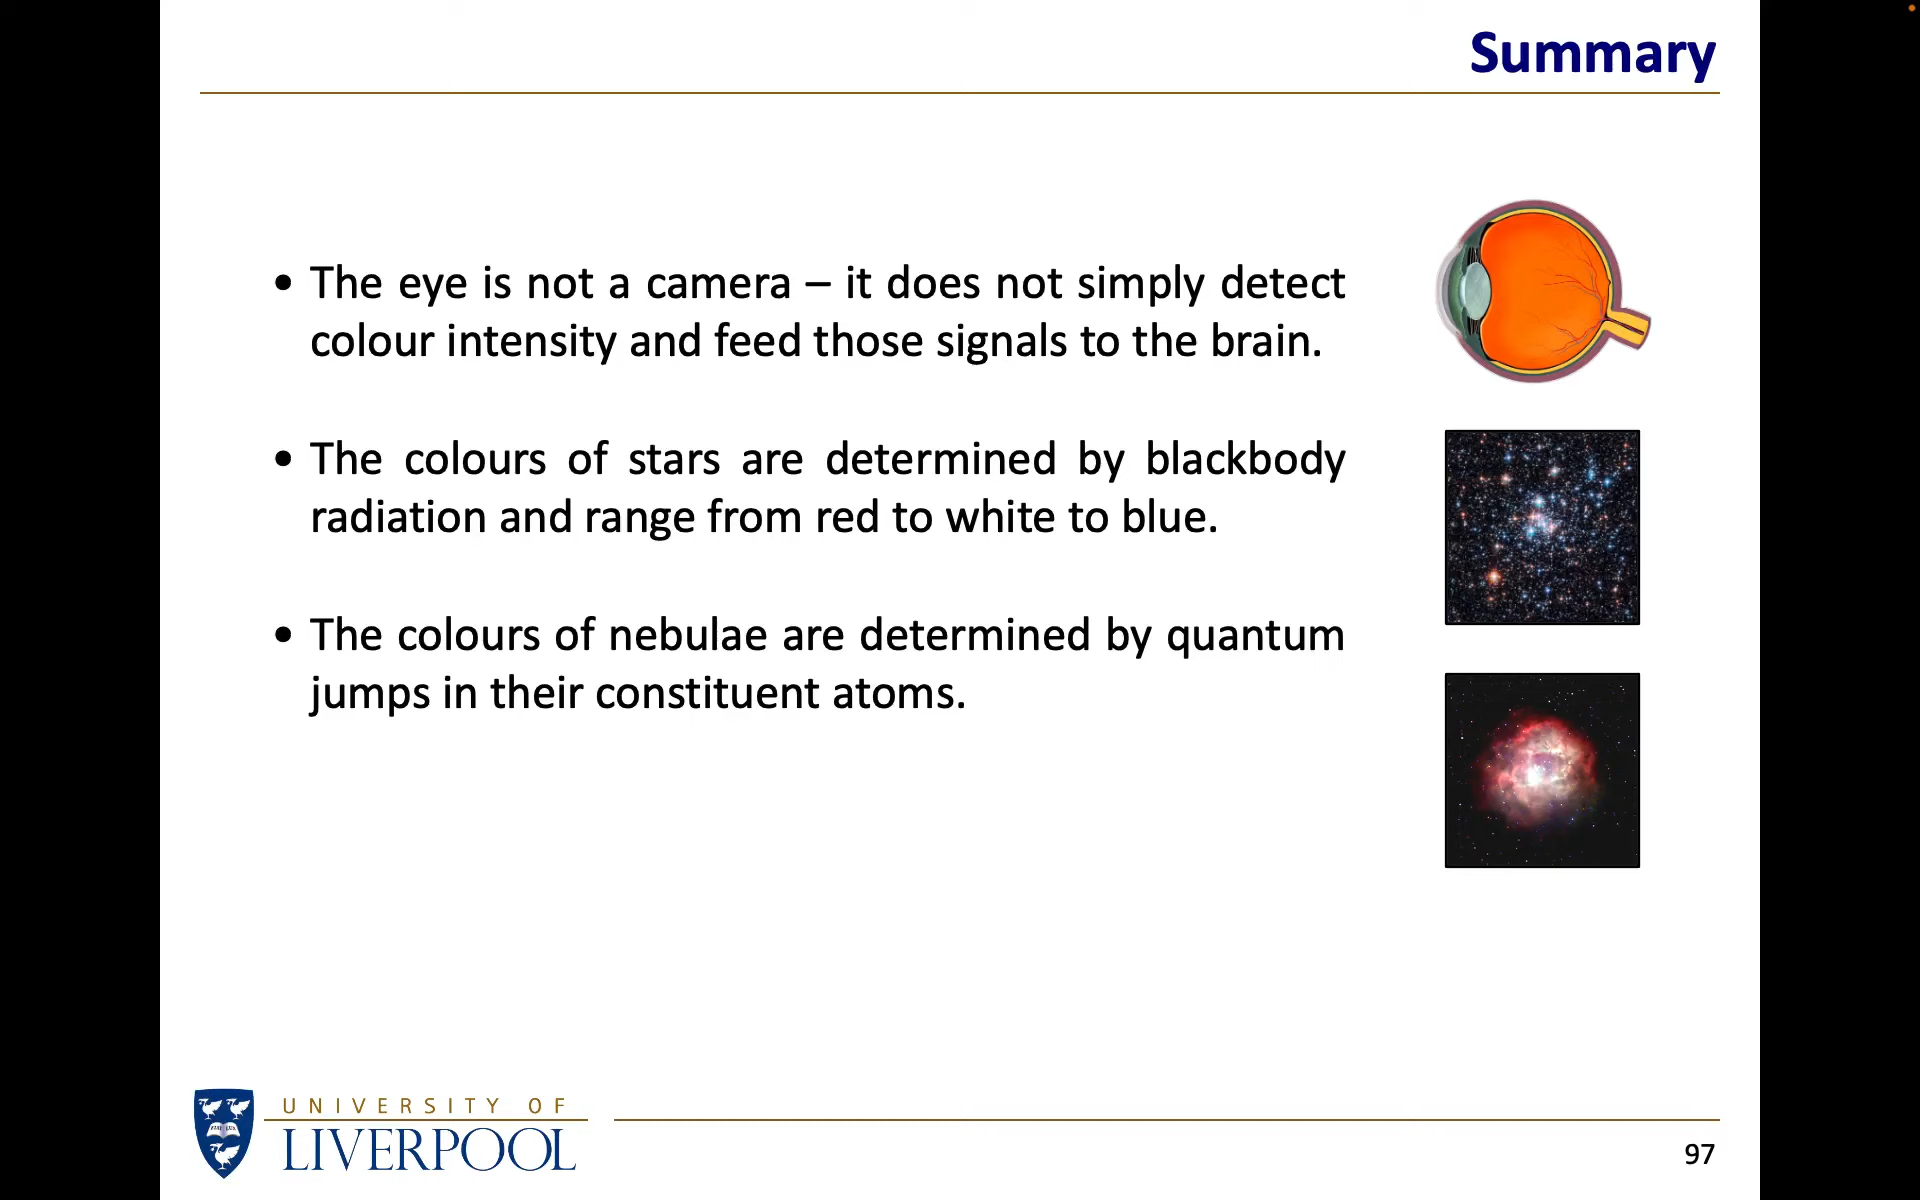 Summary
• The eye is not a camera – it does not simply detect
colour intensity and feed those signals to the brain.
• The colours of stars are determined by blackbody
radiation and range from red to white to blue.
• The colours of nebulae are determined by quantum
jumps in their constituent atoms.
UNIVERSITY OF
LIVERPOOL
97